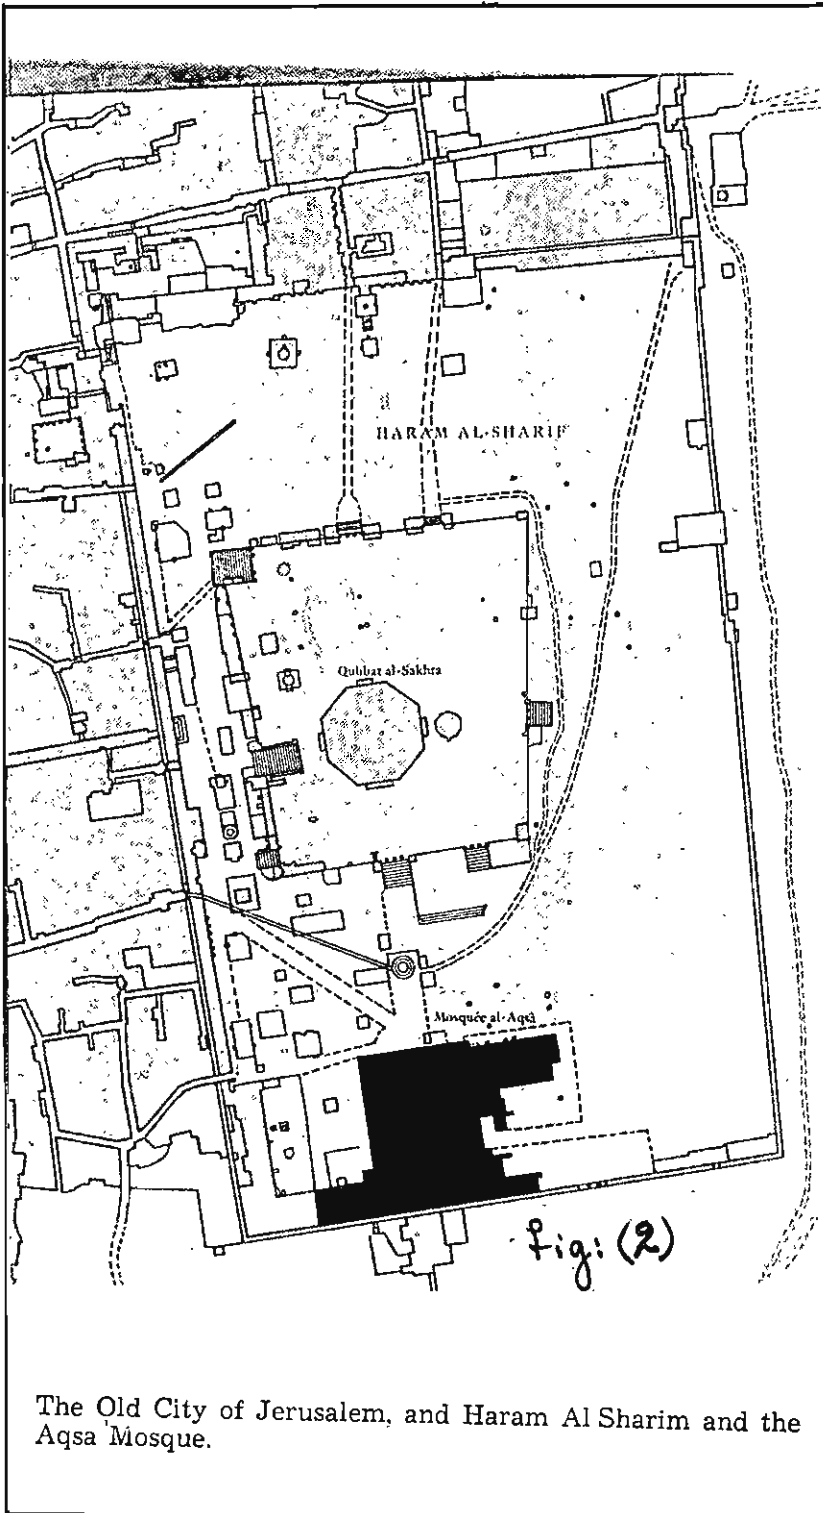 HARAM AL-SHARIF
Qubbat al-Sakhra
Mosquée al-Aqsa
fig: (2)
The Old City of Jerusalem, and Haram Al Sharim and the
Aqsa Mosque.